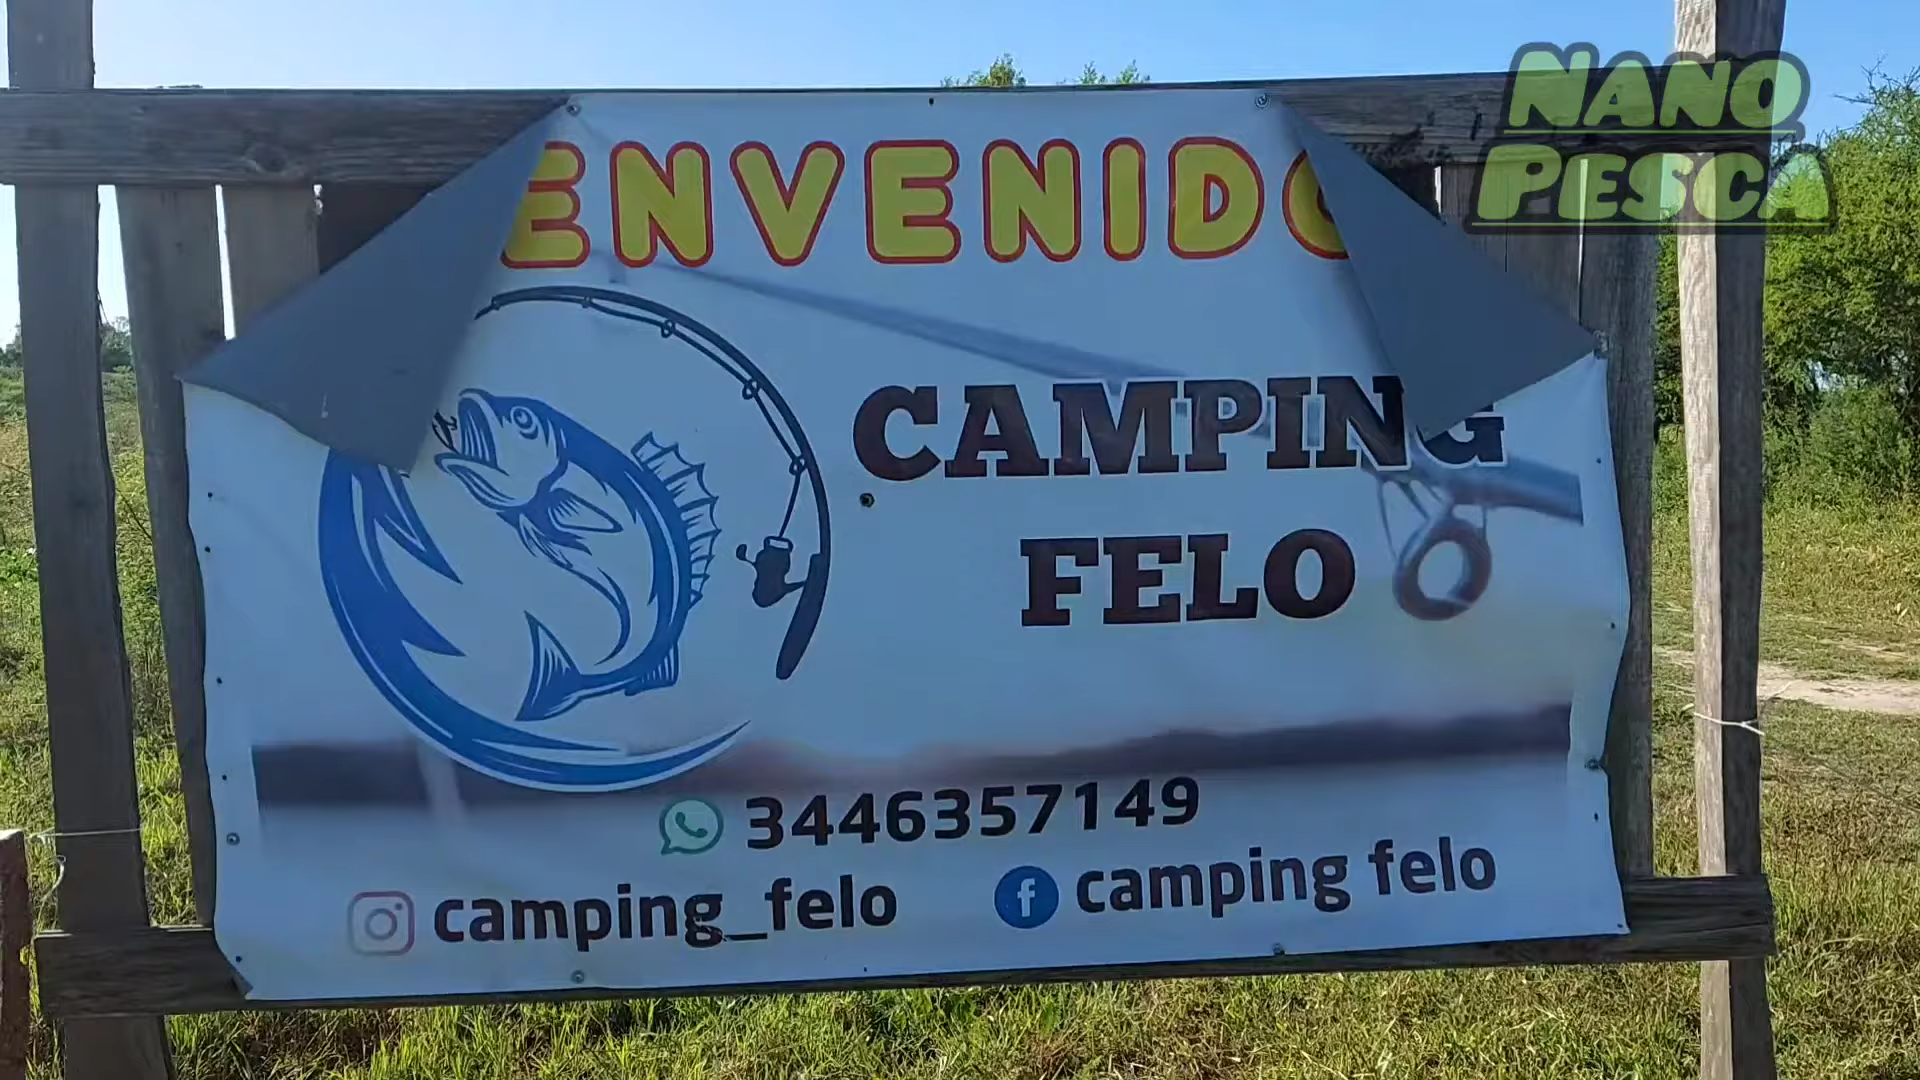 NANO
PESCA
ENVENIDO
CAMPING
FELO
3446357149
camping_felo
camping felo